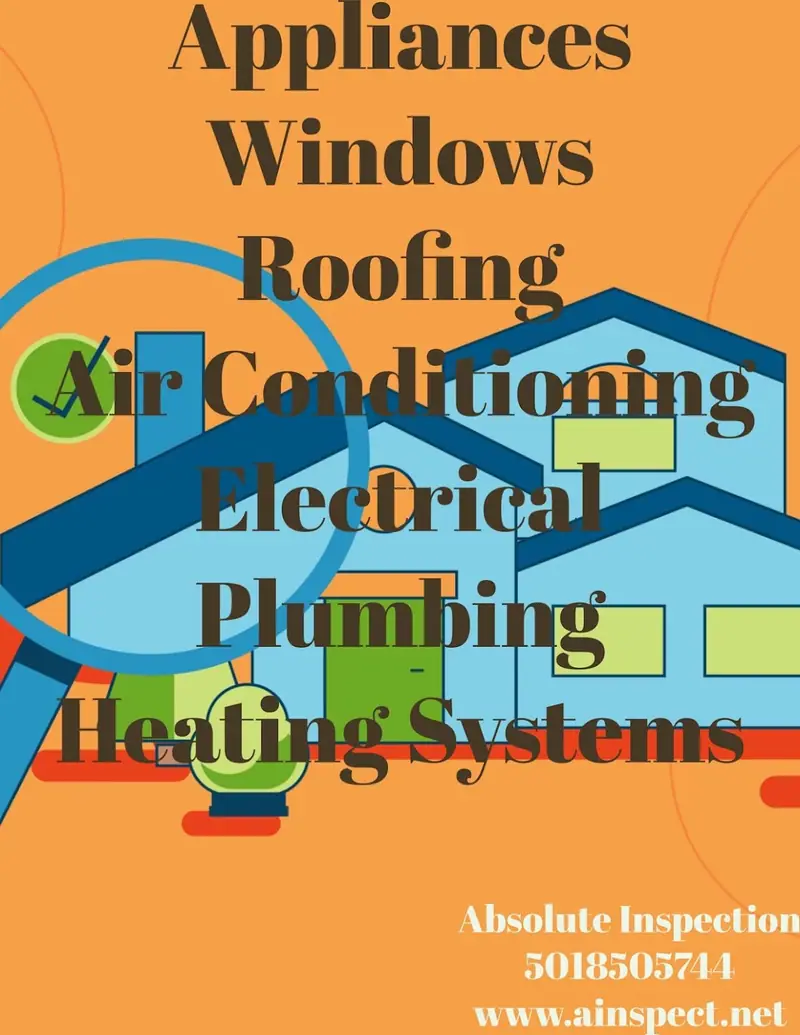 Appliances
Windows
Roofing
Air Conditioning
Electrical
Plumbing
Heating Systems
Absolute Inspection
5018505744
www.ainspect.net